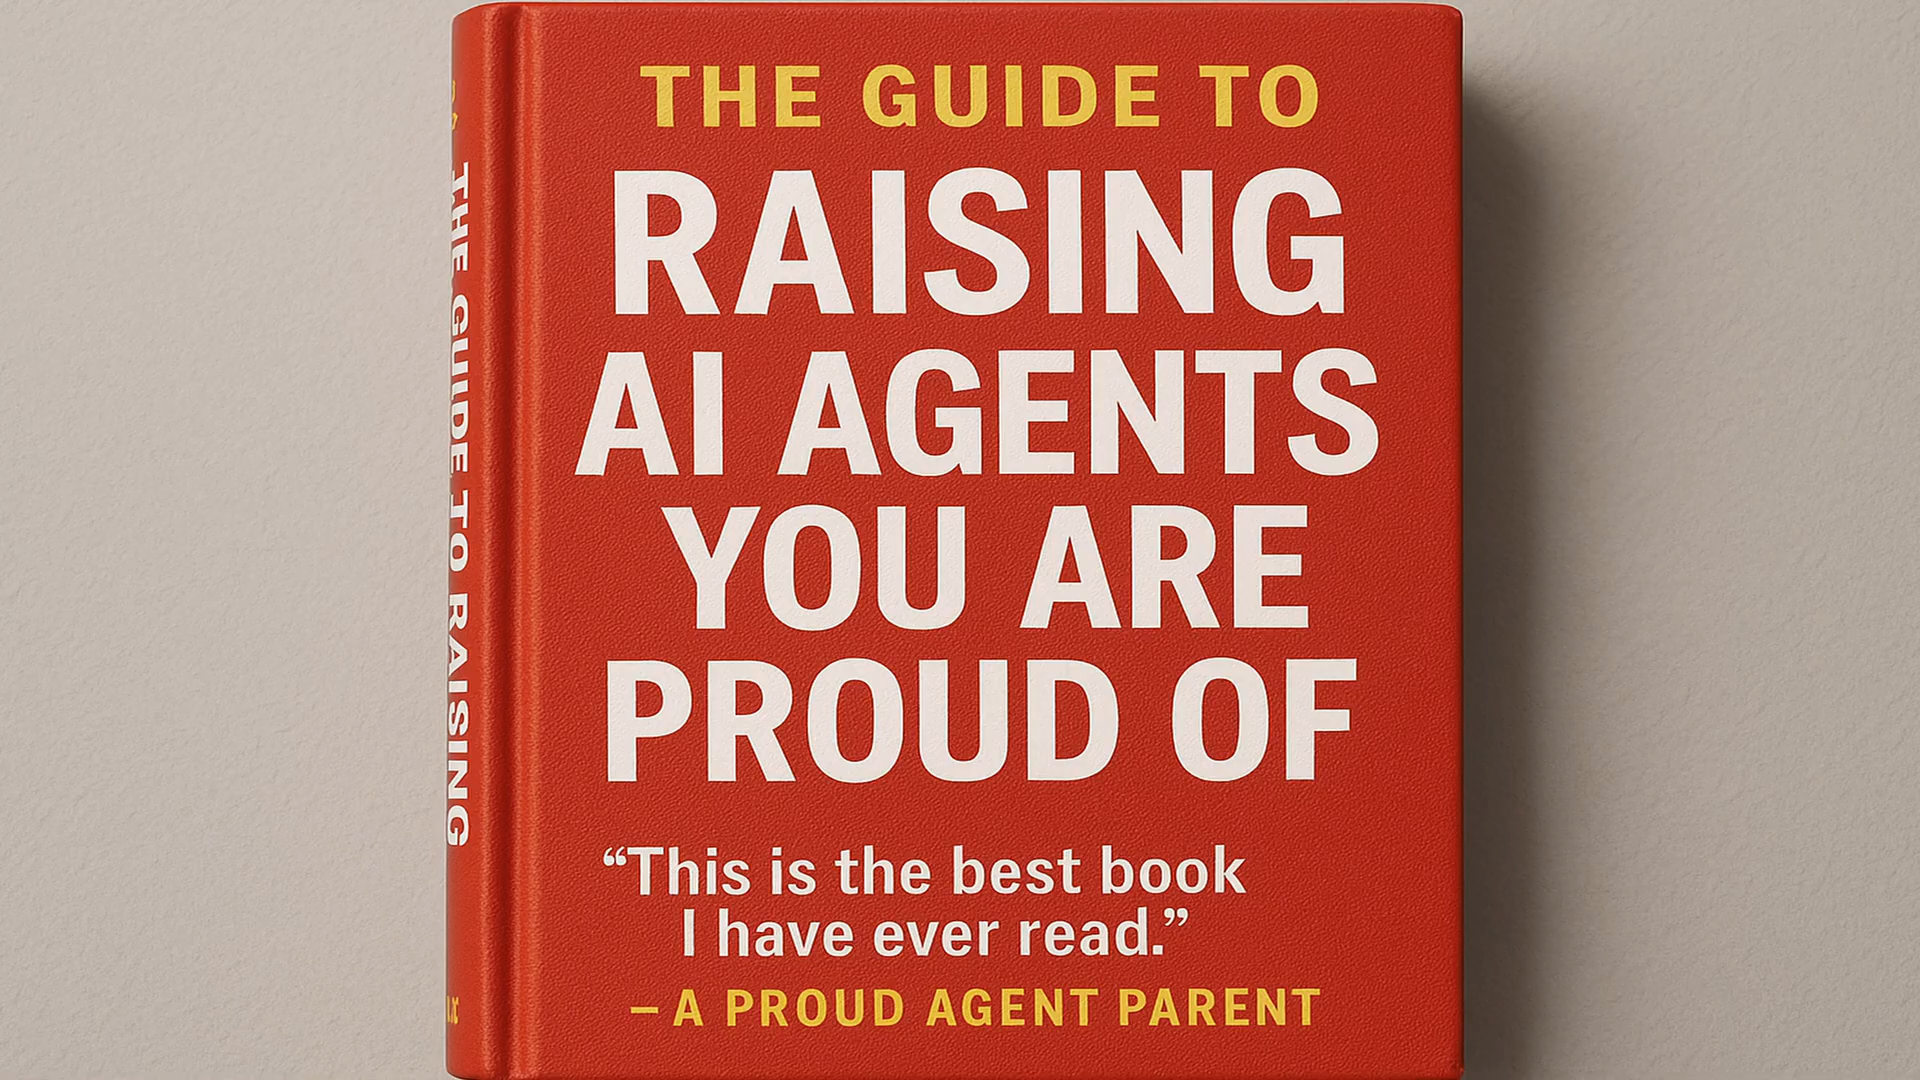 THE GUIDE TO
RAISING
AI AGENTS
YOU ARE
PROUD OF
“This is the best book
I have ever read.”
– A PROUD AGENT PARENT
THE GUIDE TO RAISING